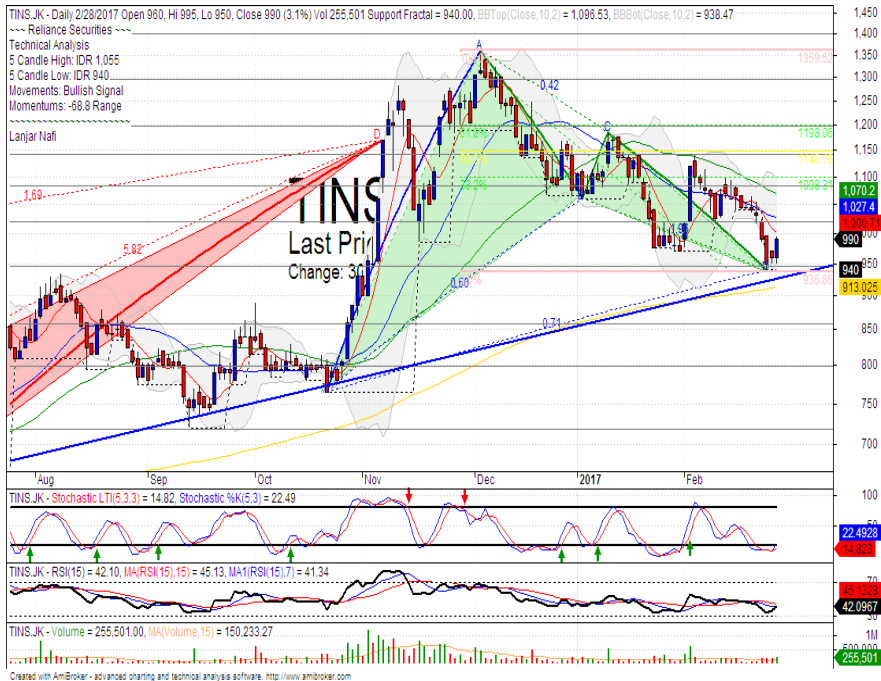 TINS.JK - Daily 2/28/2017 Open 960, Hi 995, Lo 950, Close 990 (3.1%) Vol 255,501 Support Fractal = 940.00, BBTop(Close,10,2) = 1,096.53, BBBot(Close,10,2) = 938.47
~~~ Reliance Securities ~~~
Technical Analysis
5 Candle High: IDR 1,055
5 Candle Low: IDR 940
Movements: Bullish Signal
Momentums: -68.8 Range
~~~~~~~~~~~~~~~~~~~~~~
Lanjar Nafi
1,450
1,400
1,350
1,300
1,250
1,200
1,150
1,100
1,070.2
1,027.4
1,000.71
990
950
940
913.025
850
800
750
700
A
1359.52
0.42
C
1198.06
D
1098.31
1.69
5.82
TINS
Last Pri
Change: 30
0.60
936.88
0.71
Aug
Sep
Oct
Nov
Dec
2017
Feb
TINS.JK - Stochastic LTI(5,3,3) = 14.82, Stochastic %K(5,3) = 22.49
100
50
22.4928
14.823
TINS.JK - RSI(15) = 42.10, MA(RSI(15),15) = 45.13, MA1(RSI(15),7) = 41.34
70
45.1328
42.0967
30
TINS.JK - Volume = 255,501.00, MA(Volume,15) = 150,233.27
1M
500,000
255,501
Created with AmiBroker - advanced charting and technical analysis software. http://www.amibroker.com